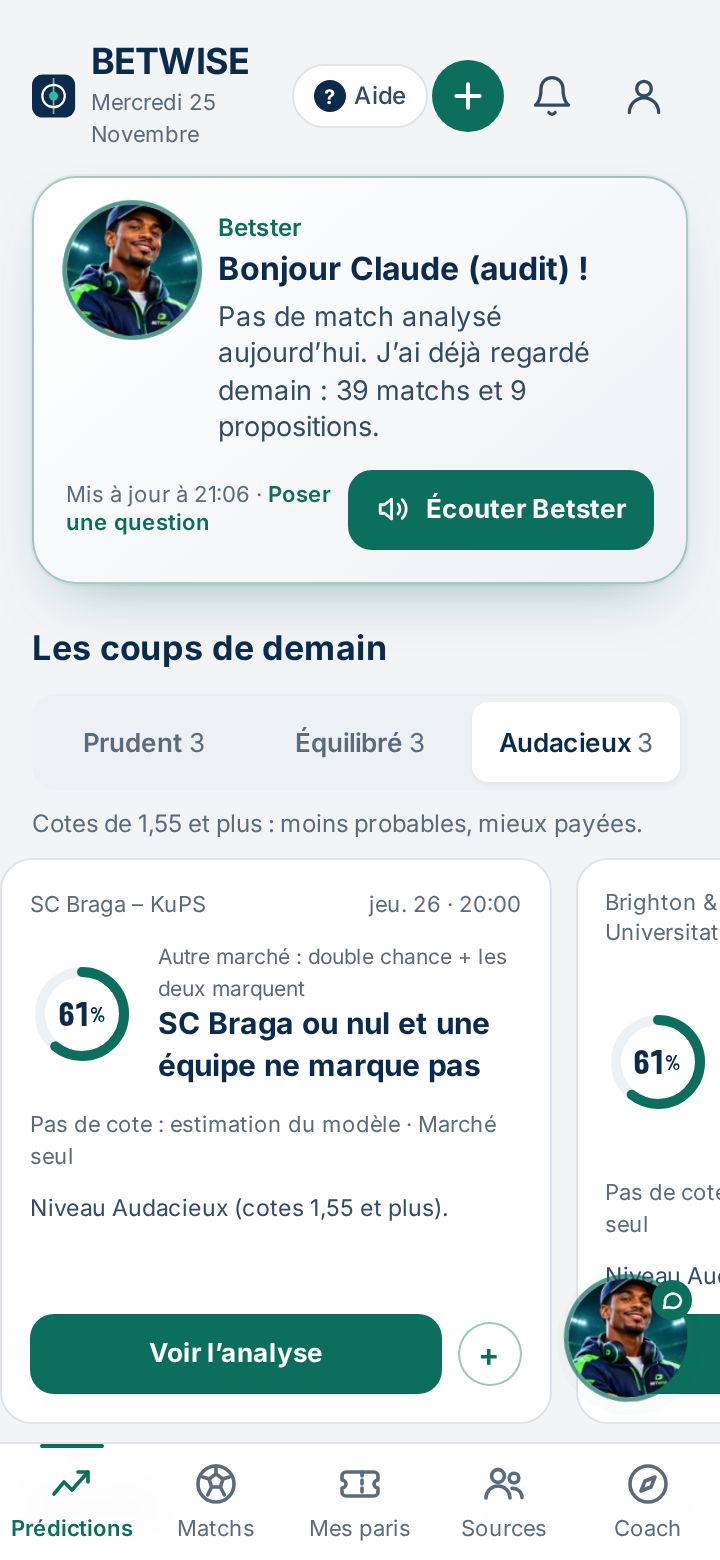 BETWISE
Mercredi 25
Novembre
? Aide
Betster
Bonjour Claude (audit) !
Pas de match analysé
aujourd’hui. J’ai déjà regardé
demain : 39 matchs et 9
propositions.
Mis à jour à 21:06 · Poser
une question
Écouter Betster
Les coups de demain
Prudent 3
Équilibré 3
Audacieux 3
Cotes de 1,55 et plus : moins probables, mieux payées.
SC Braga – KuPS
jeu. 26 · 20:00
Autre marché : double chance + les
deux marquent
61%
SC Braga ou nul et une
équipe ne marque pas
Pas de cote : estimation du modèle · Marché
seul
Niveau Audacieux (cotes 1,55 et plus).
Voir l’analyse
+
Brighton &
Universitat
61%
Pas de cote
seul
Niveau Aud
Prédictions
Matchs
Mes paris
Sources
Coach